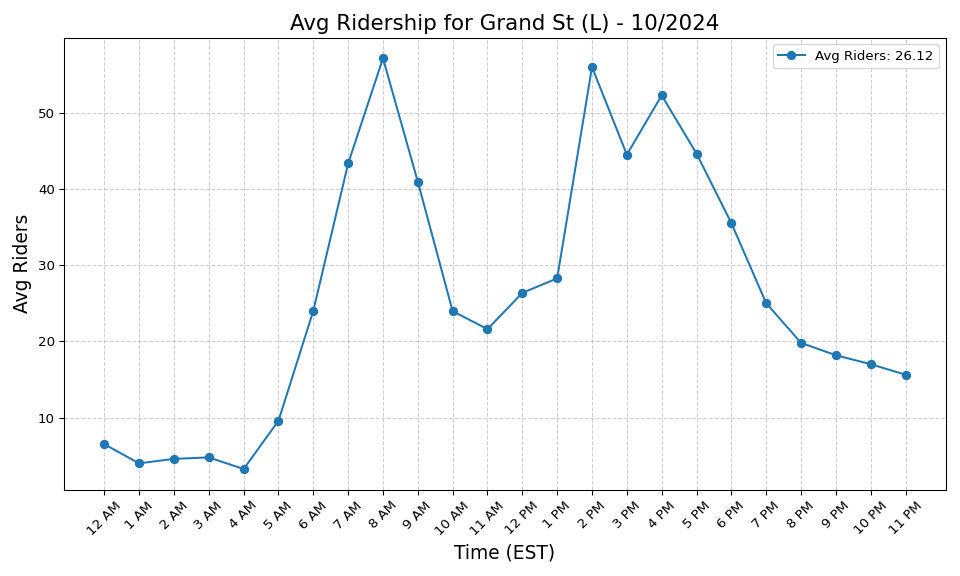 Avg Ridership for Grand St (L) - 10/2024
Avg Riders: 26.12
Avg Riders
50
40
30
20
10
12 AM
1 AM
2 AM
3 AM
4 AM
5 AM
6 AM
7 AM
8 AM
9 AM
10 AM
11 AM
12 PM
1 PM
2 PM
3 PM
4 PM
5 PM
6 PM
7 PM
8 PM
9 PM
10 PM
11 PM
Time (EST)